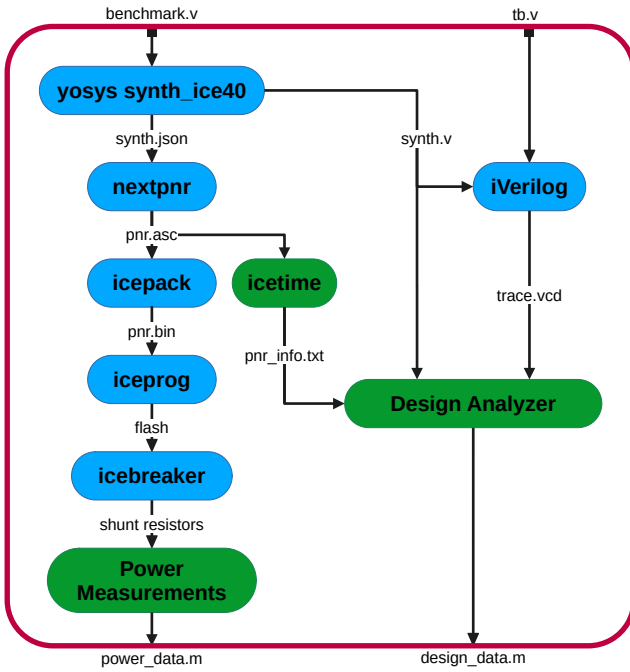 benchmark.v
tb.v
yosys synth_ice40
synth.json
synth.v
nextpnr
iVerilog
pnr.asc
icepack
icetime
trace.vcd
pnr.bin
pnr_info.txt
iceprog
Design Analyzer
flash
icebreaker
shunt resistors
Power
Measurements
power_data.m
design_data.m